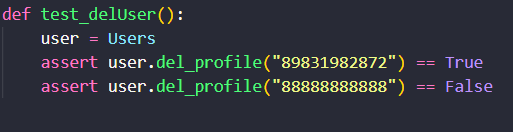 def test_delUser():
    user = Users
    assert user.del_profile("89831982872") == True
    assert user.del_profile("88888888888") == False